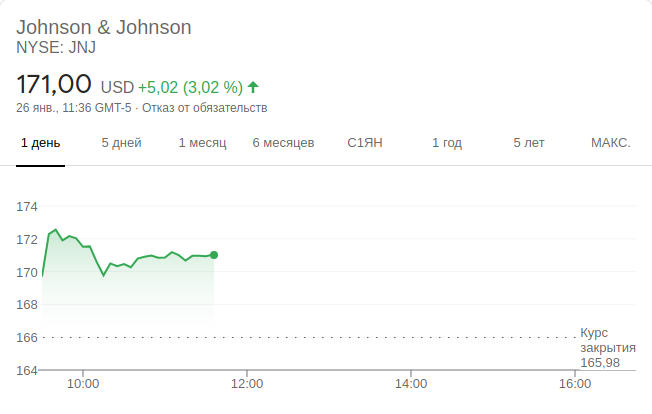 Johnson & Johnson
NYSE: JNJ
171,00 USD +5,02 (3,02 %)
26 янв., 11:36 GMT-5 · Отказ от обязательств
1 день 5 дней 1 месяц 6 месяцев С1ЯН 1 год 5 лет МАКС.
174
172
170
168
166
164
Курс
закрытия
165,98
10:00 12:00 14:00 16:00